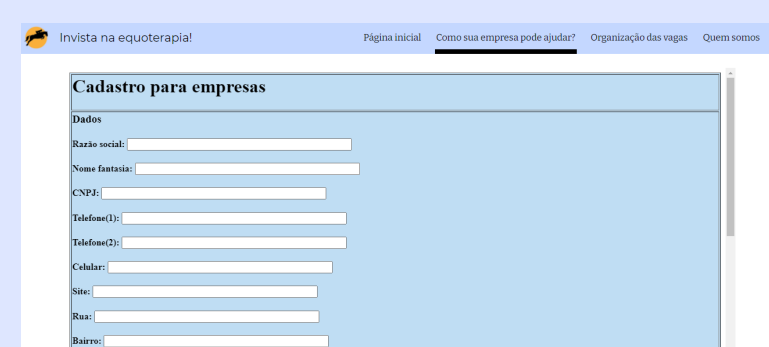 Invista na equoterapia!
Página inicial
Como sua empresa pode ajudar?
Organização das vagas
Quem somos
Cadastro para empresas
Dados
Razão social:
Nome fantasia:
CNPJ:
Telefone(1):
Telefone(2):
Celular:
Site:
Rua:
Bairro: